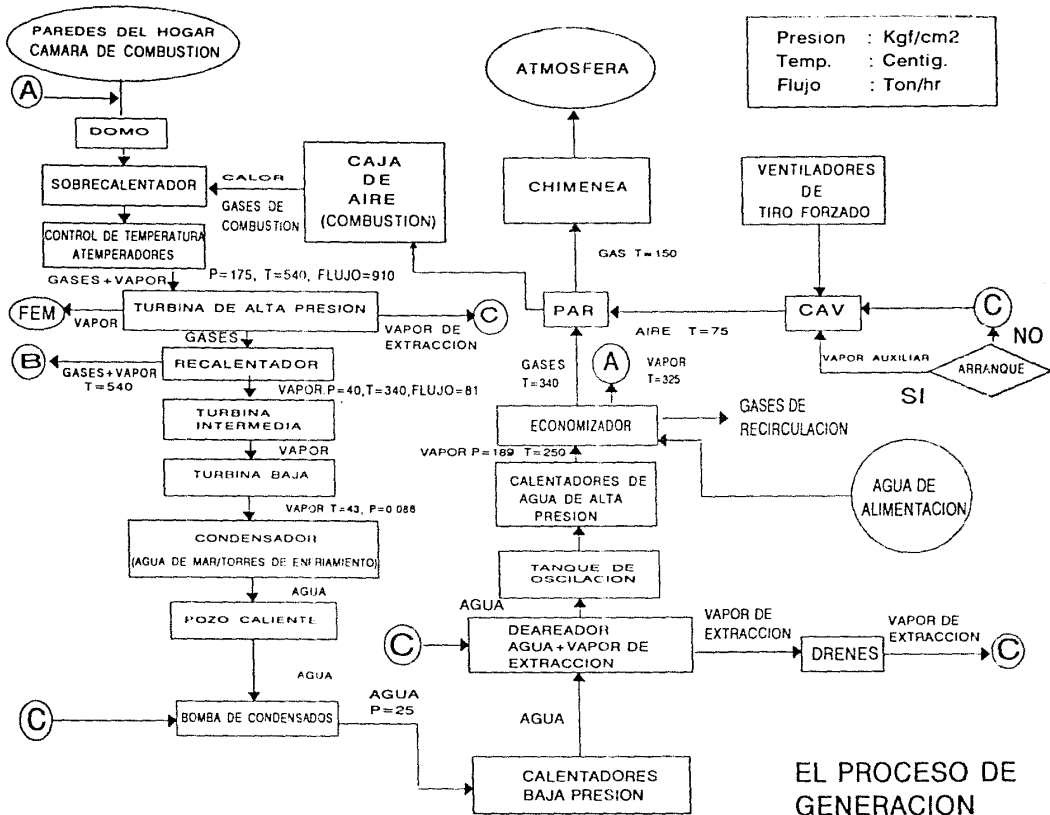 PAREDES DEL HOGAR
CAMARA DE COMBUSTION
A
DOMO
SOBRECALENTADOR
CONTROL DE TEMPERATURA
ATEMPERADORES
GASES+VAPOR
P=175, T=540, FLUJO=910
FEM
VAPOR
TURBINA DE ALTA PRESION
VAPOR DE
EXTRACCION
C
GASES
B
GASES+VAPOR
T=540
RECALENTADOR
VAPOR.P=40,T=340,FLUJO=81
TURBINA
INTERMEDIA
VAPOR
TURBINA BAJA
VAPOR T=43, P=0.086
CONDENSADOR
(AGUA DE MAR/TORRES DE ENFRIAMIENTO)
AGUA
POZO CALIENTE
AGUA
C
BOMBA DE CONDENSADOS
AGUA
P=25
CALOR
GASES DE
COMBUSTION
CAJA
DE
AIRE
(COMBUSTION)
ATMOSFERA
CHIMENEA
GAS T=150
PAR
GASES
T=340
A
VAPOR
T=325
ECONOMIZADOR
GASES DE
RECIRCULACION
VAPOR P=189 T=250
CALENTADORES DE
AGUA DE ALTA
PRESION
TANQUE DE
OSCILACION
AGUA
C
DEAREADOR
AGUA+VAPOR DE
EXTRACCION
AGUA
CALENTADORES
BAJA PRESION
Presion : Kgf/cm2
Temp. : Centig.
Flujo : Ton/hr
VENTILADORES
DE
TIRO FORZADO
CAV
AIRE T=75
C
NO
VAPOR AUXILIAR
ARRANQUE
SI
AGUA DE
ALIMENTACION
VAPOR DE
EXTRACCION
DRENES
VAPOR DE
EXTRACCION
C
EL PROCESO DE
GENERACION